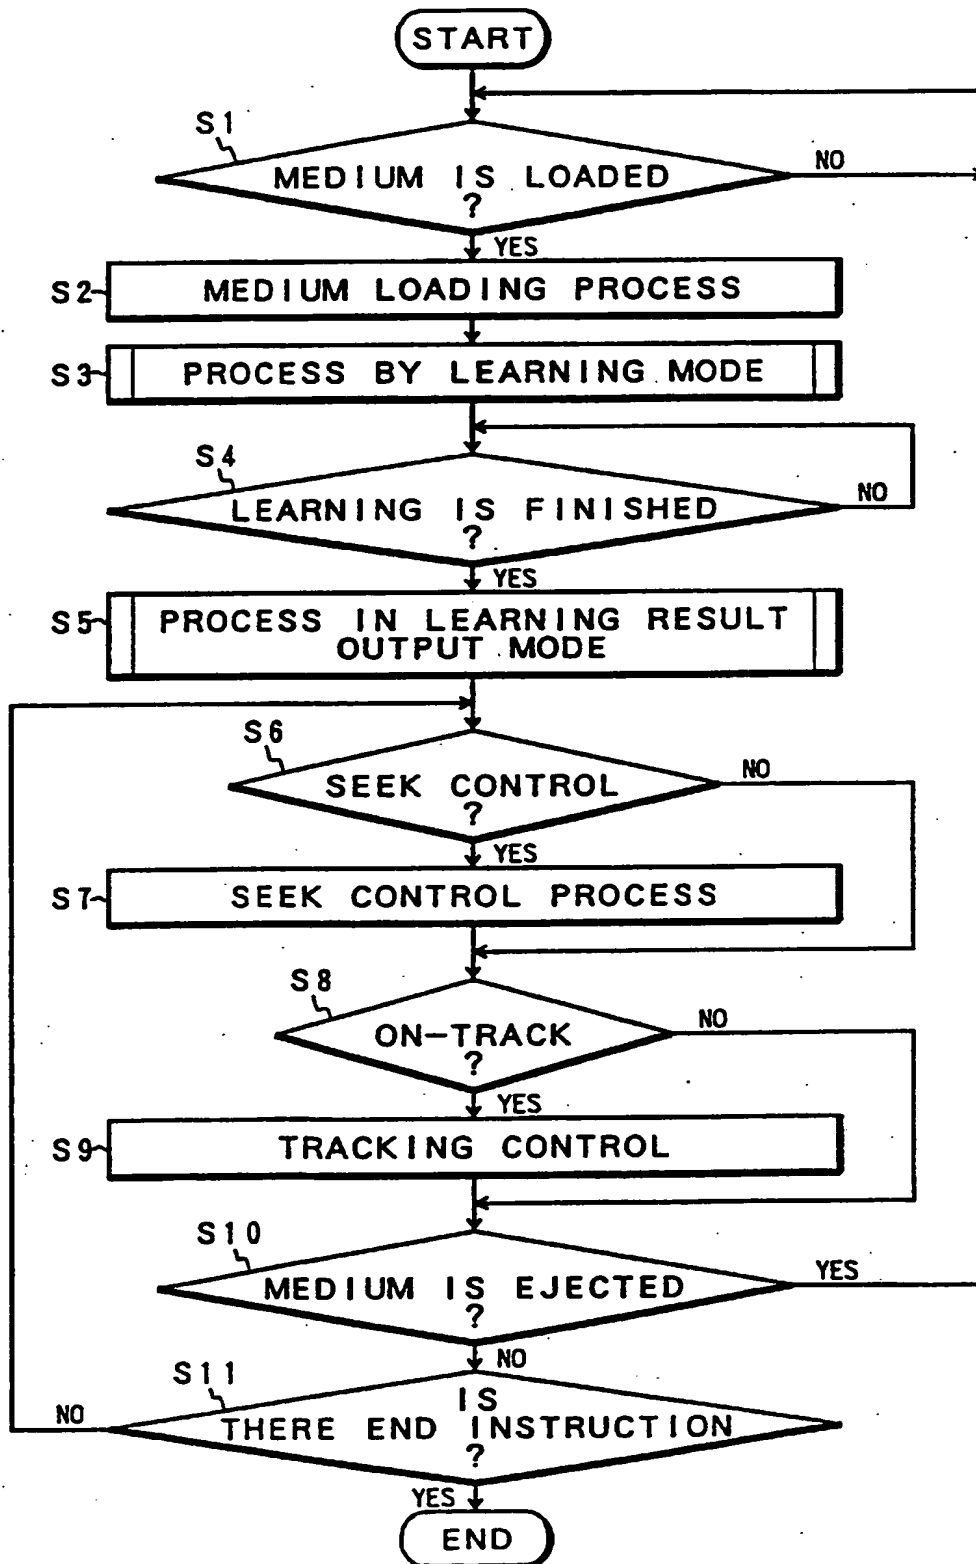 START
S1
MEDIUM IS LOADED
?
NO
YES
S2
MEDIUM LOADING PROCESS
S3
PROCESS BY LEARNING MODE
S4
LEARNING IS FINISHED
?
NO
YES
S5
PROCESS IN LEARNING RESULT
OUTPUT MODE
S6
SEEK CONTROL
?
NO
YES
S7
SEEK CONTROL PROCESS
S8
ON-TRACK
?
NO
YES
S9
TRACKING CONTROL
S10
MEDIUM IS EJECTED
?
YES
NO
S11
IS
THERE END INSTRUCTION
?
NO
YES
END